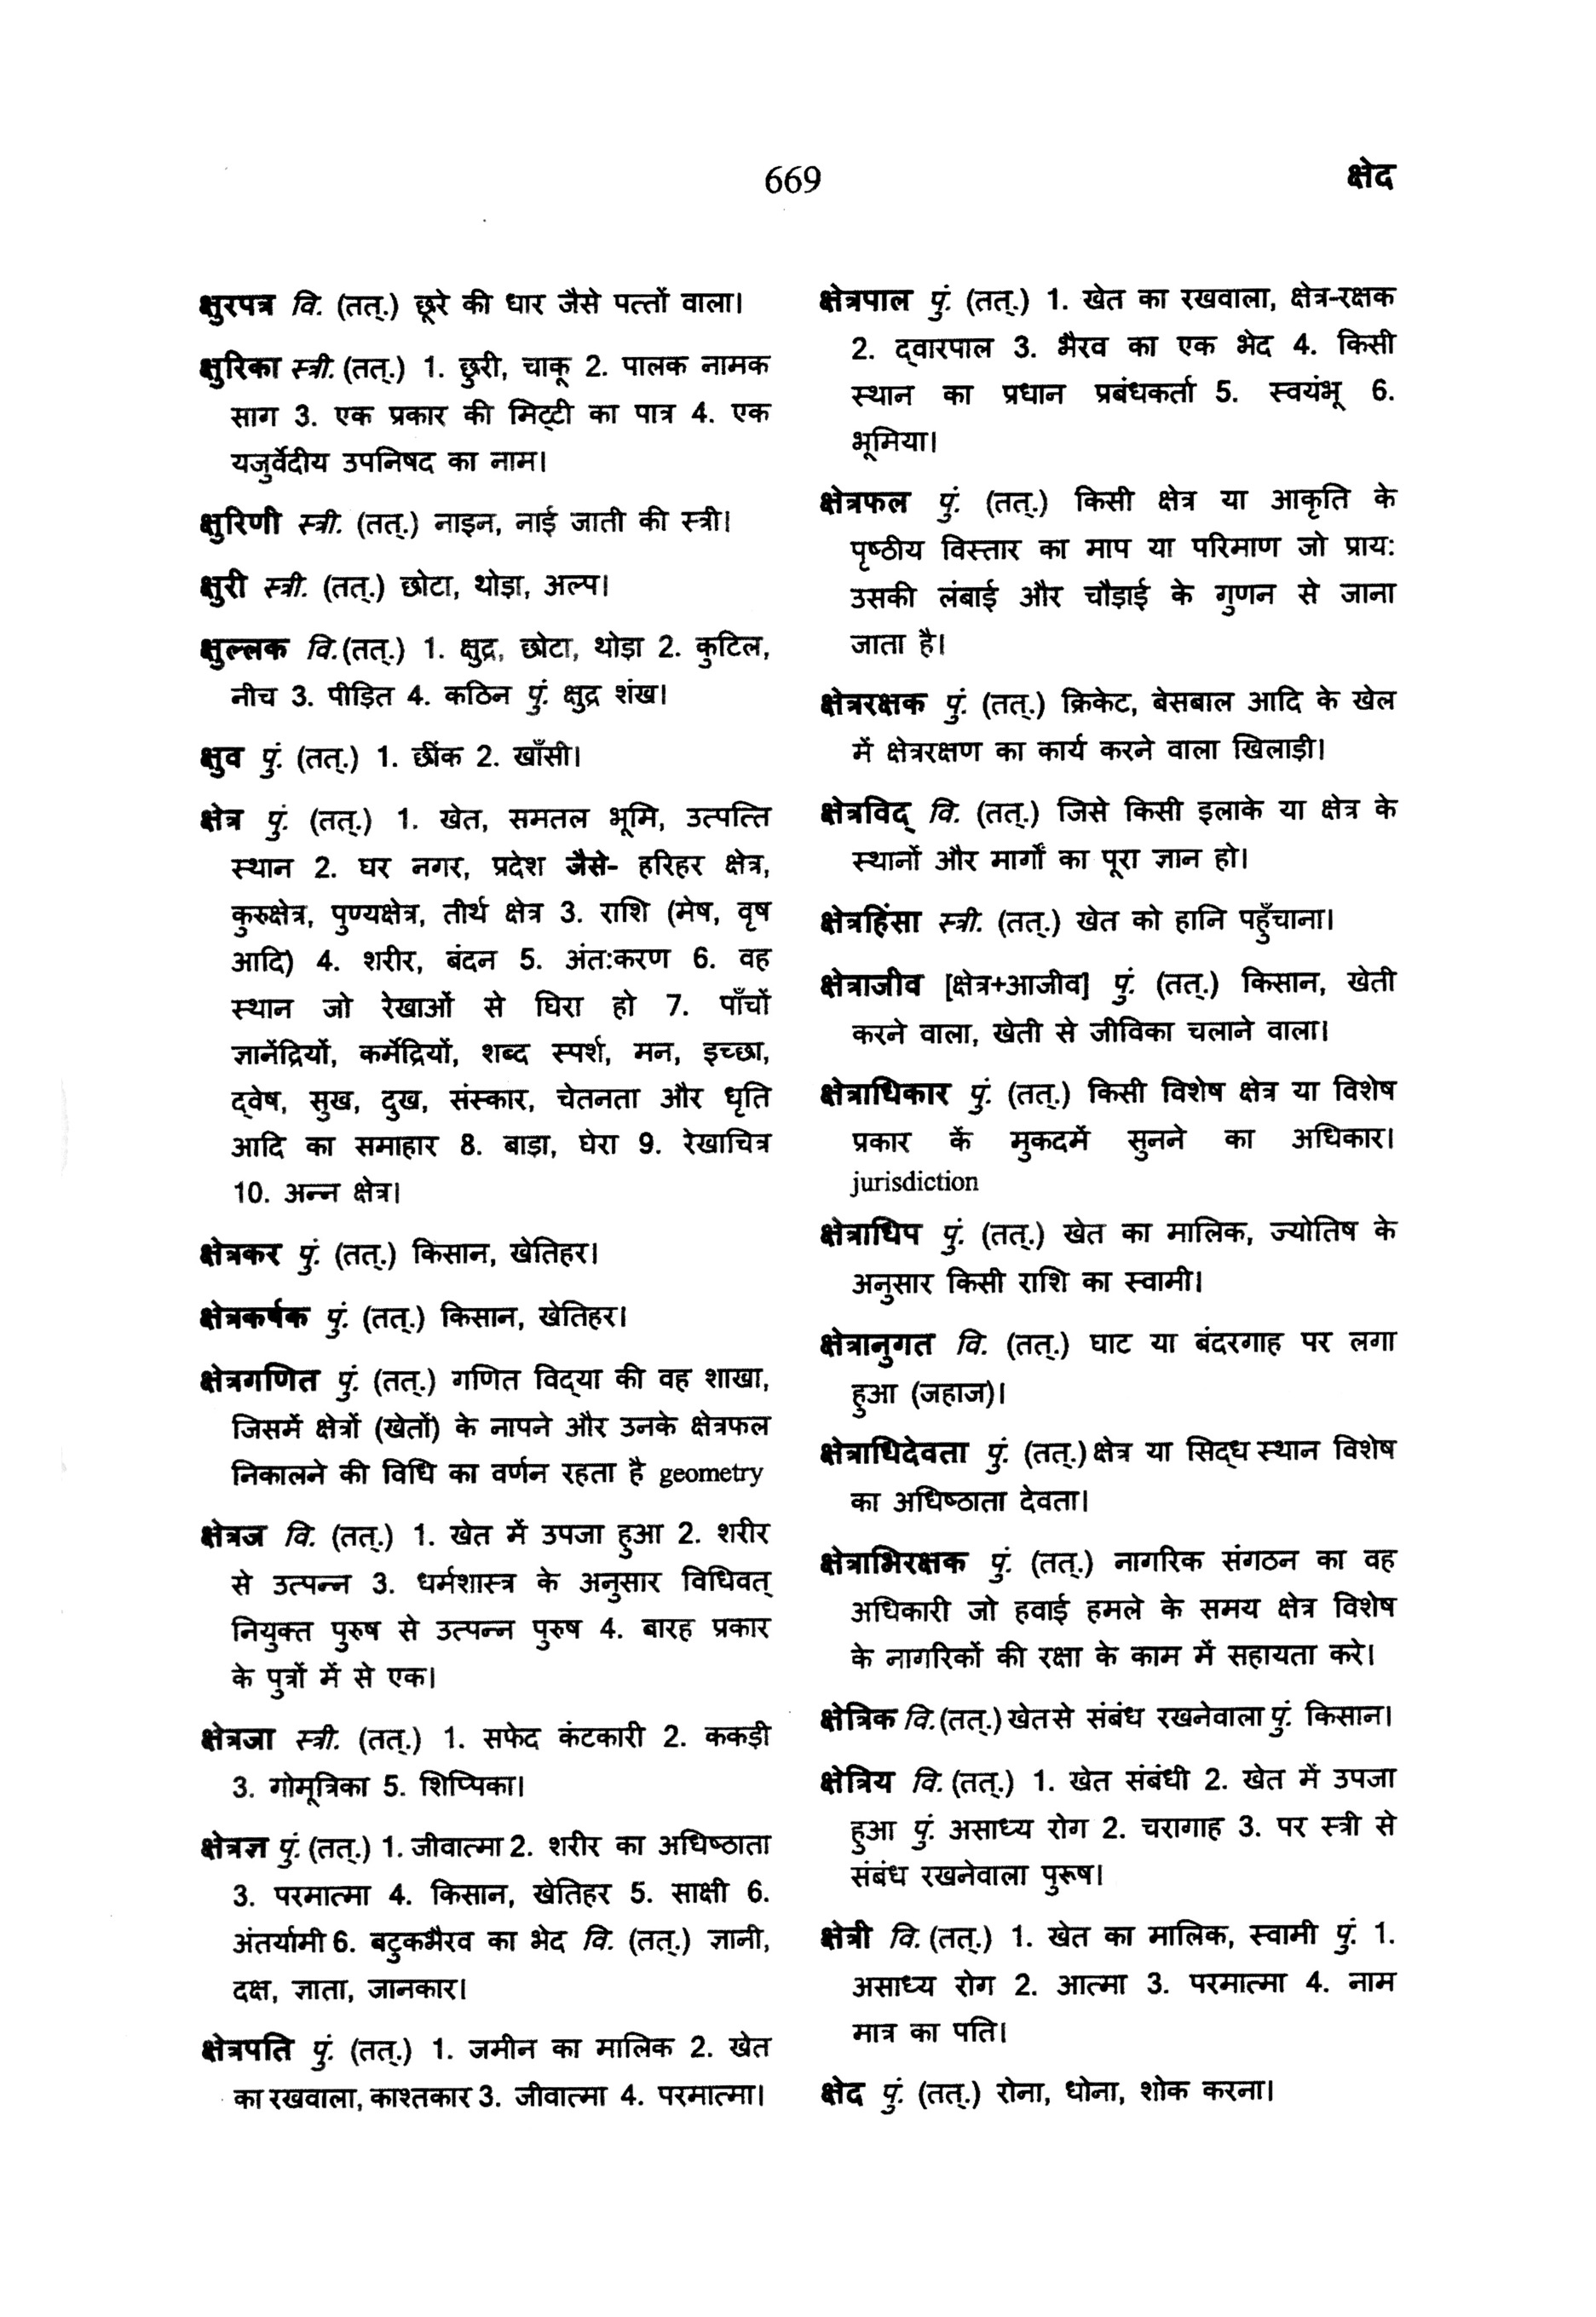 669
क्षेद
क्षुरपत्र वि. (तत्.) छूरे की धार जैसे पत्तों वाला।
क्षुरिका स्त्री. (तत्.) 1. छुरी, चाकू 2. पालक नामक
साग 3. एक प्रकार की मिट्टी का पात्र 4. एक
यजुर्वेदीय उपनिषद का नाम।
क्षुरिणी स्त्री. (तत्.) नाइन, नाई जाती की स्त्री।
क्षुरी स्त्री. (तत्.) छोटा, थोड़ा, अल्प।
क्षुल्लक वि.(तत्.) 1. क्षुद्र, छोटा, थोड़ा 2. कुटिल,
नीच 3. पीड़ित 4. कठिन पुं. क्षुद्र शंख।
क्षुव पुं. (तत्.) 1. छींक 2. खाँसी।
क्षेत्र पुं. (तत्.) 1. खेत, समतल भूमि, उत्पत्ति
स्थान 2. घर नगर, प्रदेश जैसे- हरिहर क्षेत्र,
कुरुक्षेत्र, पुण्यक्षेत्र, तीर्थ क्षेत्र 3. राशि (मेष, वृष
आदि) 4. शरीर, बंदन 5. अंत:करण 6. वह
स्थान जो रेखाओं से घिरा हो 7. पाँचों
ज्ञानेंद्रियों, कर्मेंद्रियों, शब्द स्पर्श, मन, इच्छा,
द्वेष, सुख, दुख, संस्कार, चेतनता और धृति
आदि का समाहार 8. बाड़ा, घेरा 9. रेखाचित्र
10. अन्न क्षेत्र।
क्षेत्रकर पुं. (तत्.) किसान, खेतिहर।
क्षेत्रकर्षक पुं. (तत्.) किसान, खेतिहर।
क्षेत्रगणित पुं. (तत्.) गणित विद्या की वह शाखा,
जिसमें क्षेत्रों (खेतों) के नापने और उनके क्षेत्रफल
निकालने की विधि का वर्णन रहता है geometry
क्षेत्रज वि. (तत्.) 1. खेत में उपजा हुआ 2. शरीर
से उत्पन्न 3. धर्मशास्त्र के अनुसार विधिवत्
नियुक्त पुरुष से उत्पन्न पुरुष 4. बारह प्रकार
के पुत्रों में से एक।
क्षेत्रजा स्त्री. (तत्.) 1. सफेद कंटकारी 2. ककड़ी
3. गोमूत्रिका 5. शिप्पिका।
क्षेत्रज्ञ पुं. (तत्.) 1. जीवात्मा 2. शरीर का अधिष्ठाता
3. परमात्मा 4. किसान, खेतिहर 5. साक्षी 6.
अंतर्यामी 6. बटुकभैरव का भेद वि. (तत्.) ज्ञानी,
दक्ष, ज्ञाता, जानकार।
क्षेत्रपति पुं. (तत्.) 1. जमीन का मालिक 2. खेत
का रखवाला, काश्तकार 3. जीवात्मा 4. परमात्मा।
क्षेत्रपाल पुं. (तत्.) 1. खेत का रखवाला, क्षेत्र-रक्षक
2. द्वारपाल 3. भैरव का एक भेद 4. किसी
स्थान का प्रधान प्रबंधकर्ता 5. स्वयंभू 6.
भूमिया।
क्षेत्रफल पुं. (तत्.) किसी क्षेत्र या आकृति के
पृष्ठीय विस्तार का माप या परिमाण जो प्राय:
उसकी लंबाई और चौड़ाई के गुणन से जाना
जाता है।
क्षेत्ररक्षक पुं. (तत्.) क्रिकेट, बेसबाल आदि के खेल
में क्षेत्ररक्षण का कार्य करने वाला खिलाड़ी।
क्षेत्रविद् वि. (तत्.) जिसे किसी इलाके या क्षेत्र के
स्थानों और मार्गों का पूरा ज्ञान हो।
क्षेत्रहिंसा स्त्री. (तत्.) खेत को हानि पहुँचाना।
क्षेत्राजीव [क्षेत्र+आजीव] पुं. (तत्.) किसान, खेती
करने वाला, खेती से जीविका चलाने वाला।
क्षेत्राधिकार पुं. (तत्.) किसी विशेष क्षेत्र या विशेष
प्रकार कें मुकदमें सुनने का अधिकार।
jurisdiction
क्षेत्राधिप पुं. (तत्.) खेत का मालिक, ज्योतिष के
अनुसार किसी राशि का स्वामी।
क्षेत्रानुगत वि. (तत्.) घाट या बंदरगाह पर लगा
हुआ (जहाज)।
क्षेत्राधिदेवता पुं. (तत्.) क्षेत्र या सिद्ध स्थान विशेष
का अधिष्ठाता देवता।
क्षेत्राभिरक्षक पुं. (तत्.) नागरिक संगठन का वह
अधिकारी जो हवाई हमले के समय क्षेत्र विशेष
के नागरिकों की रक्षा के काम में सहायता करे।
क्षेत्रिक वि.(तत्.) खेत से संबंध रखनेवाला पुं. किसान।
क्षेत्रिय वि. (तत्.) 1. खेत संबंधी 2. खेत में उपजा
हुआ पुं. असाध्य रोग 2. चरागाह 3. पर स्त्री से
संबंध रखनेवाला पुरूष।
क्षेत्री वि. (तत्.) 1. खेत का मालिक, स्वामी पुं. 1.
असाध्य रोग 2. आत्मा 3. परमात्मा 4. नाम
मात्र का पति।
क्षेद पुं. (तत्.) रोना, धोना, शोक करना।